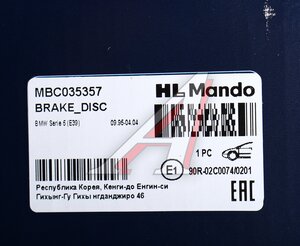 MBC035357
BRAKE_DISC
BMW Serie 5 (E39) 09.95-04.04
HL Mando
1 PC
E1 90R-02C0074/0201
Республика Корея, Кенги-до Енгин-си
Гихынг-Гу Гихы нгданджиро 46
EAC